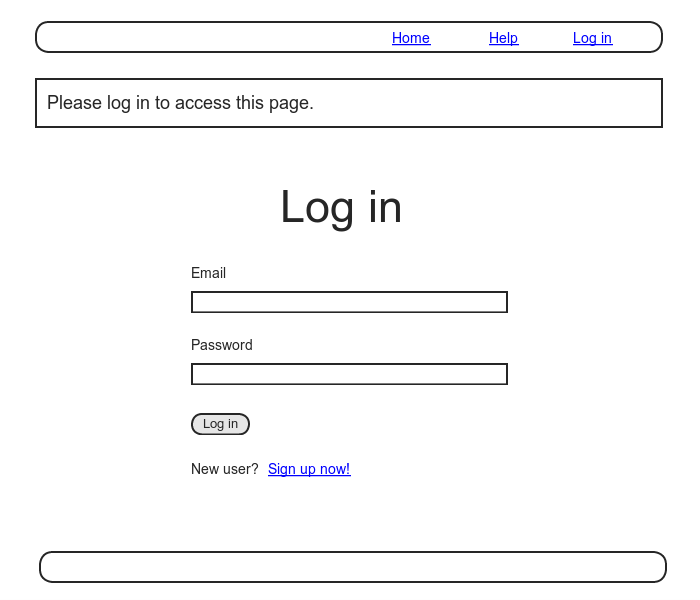 Home Help Log in
Please log in to access this page.
Log in
Email
Password
Log in
New user? Sign up now!